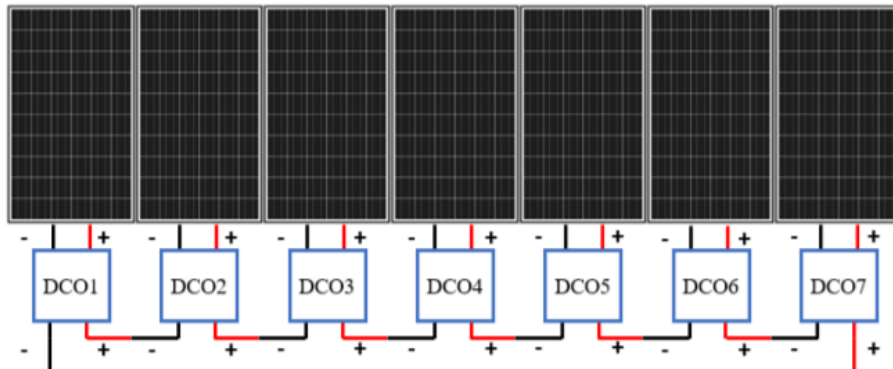 - + - + - + - + - + - + - +
DCO1 DCO2 DCO3 DCO4 DCO5 DCO6 DCO7
- + - + - + - + - + - + - +